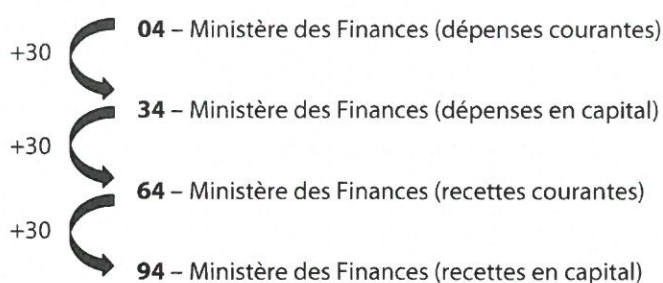 04 – Ministère des Finances (dépenses courantes)
+30
34 – Ministère des Finances (dépenses en capital)
+30
64 – Ministère des Finances (recettes courantes)
+30
94 – Ministère des Finances (recettes en capital)